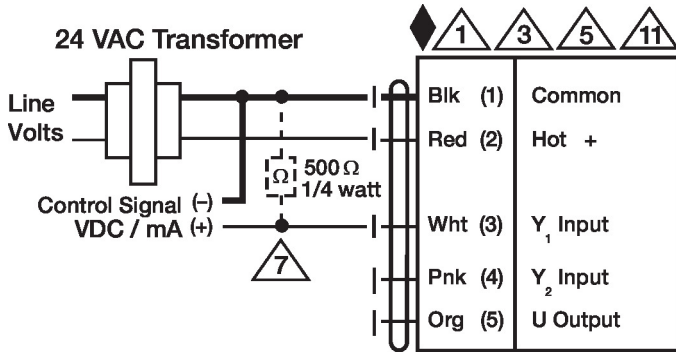 24 VAC Transformer
1 3 5 11
Line
Volts
Blk (1) Common
Red (2) Hot +
Ω 500 Ω
1/4 watt
Control Signal (-)
VDC / mA (+)
Wht (3) Y1 Input
7
Pnk (4) Y2 Input
Org (5) U Output